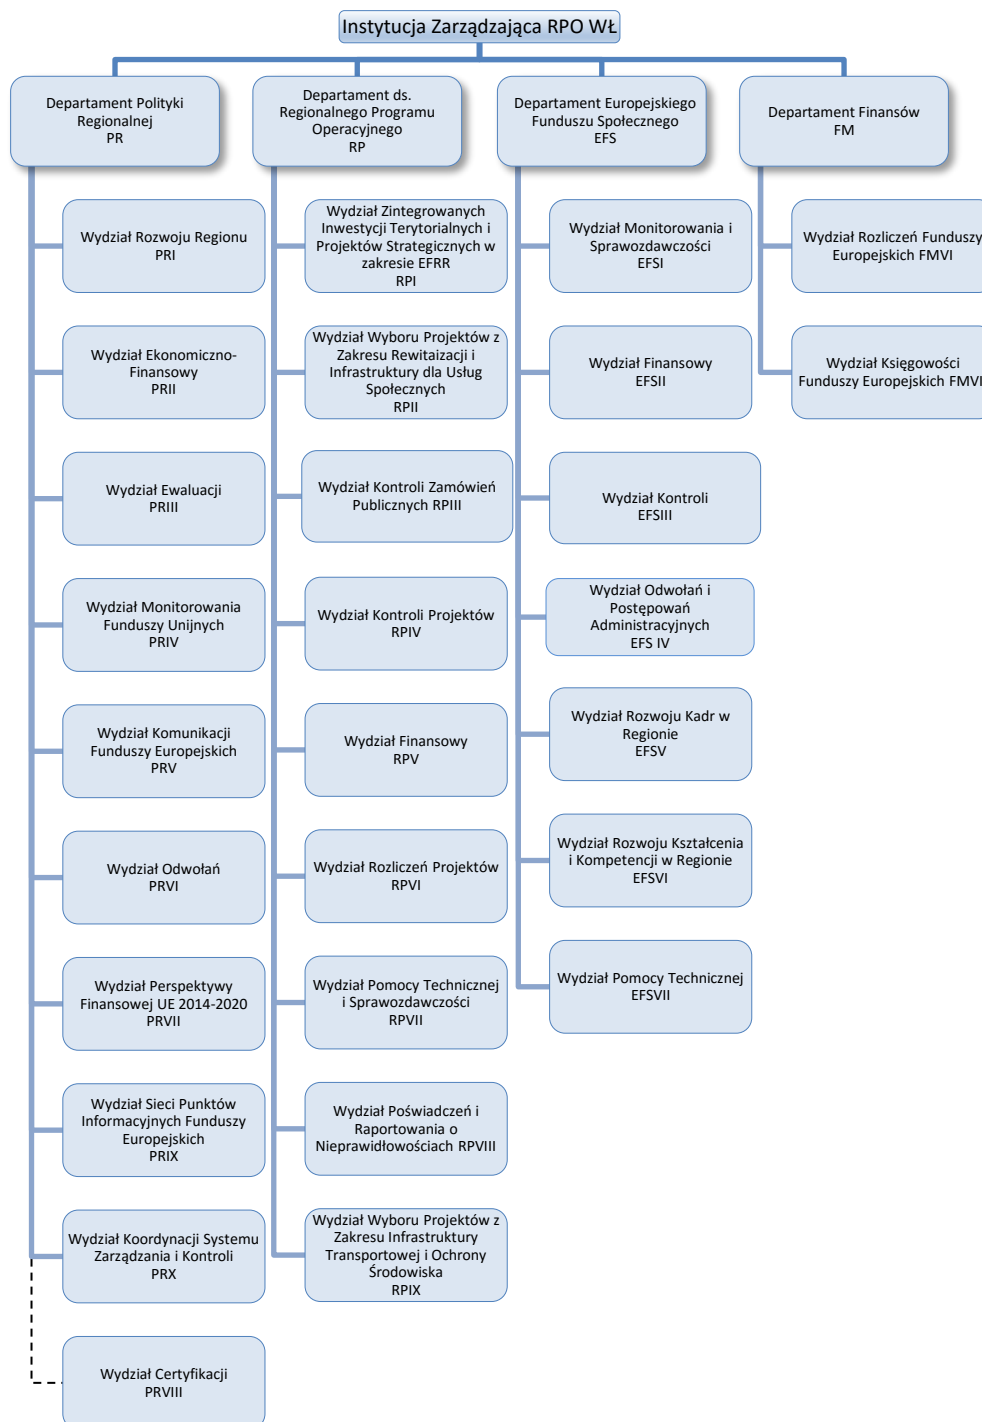 Instytucja Zarządzająca RPO WŁ
Departament Polityki
Regionalnej
PR
Departament ds.
Regionalnego Programu
Operacyjnego
RP
Departament Europejskiego
Funduszu Społecznego
EFS
Departament Finansów
FM
Wydział Rozwoju Regionu
PRI
Wydział Ekonomiczno-
Finansowy
PRII
Wydział Ewaluacji
PRIII
Wydział Monitorowania
Funduszy Unijnych
PRIV
Wydział Komunikacji
Funduszy Europejskich
PRV
Wydział Odwołań
PRVI
Wydział Perspektywy
Finansowej UE 2014-2020
PRVII
Wydział Sieci Punktów
Informacyjnych Funduszy
Europejskich
PRIX
Wydział Koordynacji Systemu
Zarządzania i Kontroli
PRX
Wydział Certyfikacji
PRVIII
Wydział Zintegrowanych
Inwestycji Terytorialnych i
Projektów Strategicznych w
zakresie EFRR
RPI
Wydział Wyboru Projektów z
Zakresu Rewitaizacji i
Infrastruktury dla Usług
Społecznych
RPII
Wydział Kontroli Zamówień
Publicznych RPIII
Wydział Kontroli Projektów
RPIV
Wydział Finansowy
RPV
Wydział Rozliczeń Projektów
RPVI
Wydział Pomocy Technicznej
i Sprawozdawczości
RPVII
Wydział Poświadczeń i
Raportowania o
Nieprawidłowościach RPVIII
Wydział Wyboru Projektów z
Zakresu Infrastruktury
Transportowej i Ochrony
Środowiska
RPIX
Wydział Monitorowania i
Sprawozdawczości
EFSI
Wydział Finansowy
EFSII
Wydział Kontroli
EFSIII
Wydział Odwołań i
Postępowań
Administracyjnych
EFS IV
Wydział Rozwoju Kadr w
Regionie
EFSV
Wydział Rozwoju Kształcenia
i Kompetencji w Regionie
EFSVI
Wydział Pomocy Technicznej
EFSVII
Wydział Rozliczeń Funduszy
Europejskich FMVI
Wydział Księgowości
Funduszy Europejskich FMVI